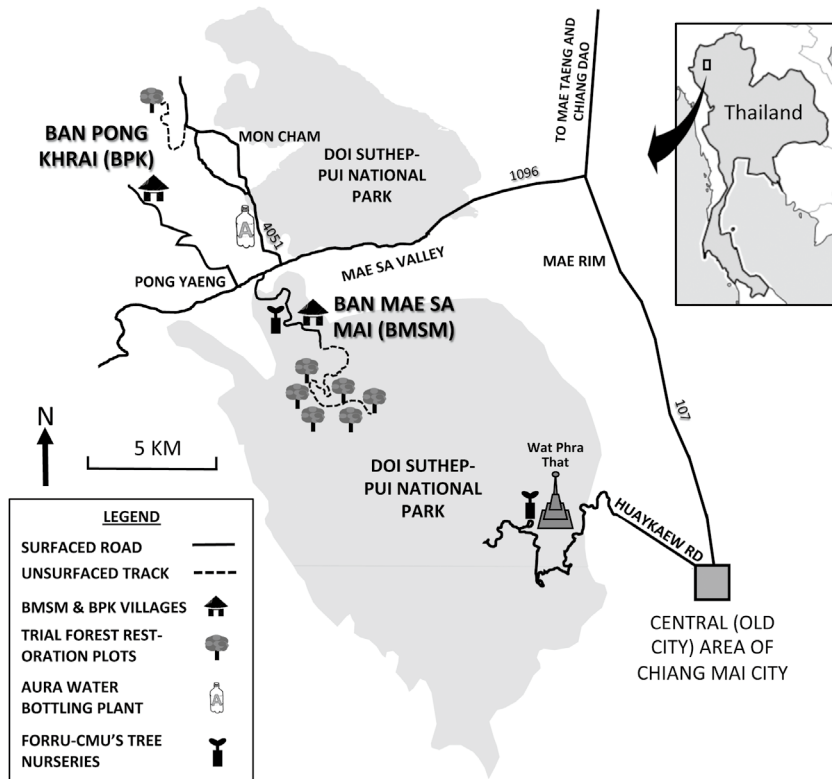 TO MAE TAENG AND
CHIANG DAO
Thailand
BAN PONG
KHRAI (BPK)
MON CHAM
DOI SUTHEP-
PUI NATIONAL
PARK
1096
A
4051
MAE SA VALLEY
MAE RIM
PONG YAENG
BAN MAE SA
MAI (BMSM)
107
N
5 KM
DOI SUTHEP-
PUI NATIONAL
PARK
Wat Phra
That
HUAYKAEW RD
CENTRAL (OLD
CITY) AREA OF
CHIANG MAI CITY
LEGEND
SURFACED ROAD
UNSURFACED TRACK
BMSM & BPK VILLAGES
TRIAL FOREST REST-
ORATION PLOTS
AURA WATER
BOTTLING PLANT
A
FORRU-CMU'S TREE
NURSERIES